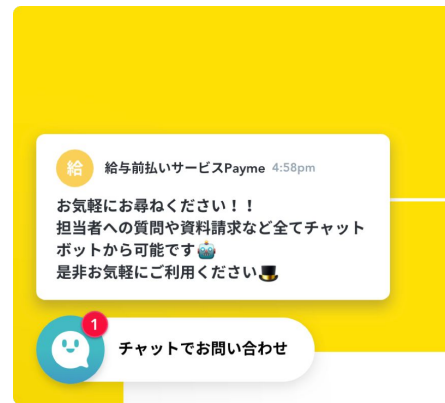 給
給与前払いサービスPayme 4:58pm
お気軽にお尋ねください！！
担当者への質問や資料請求など全てチャット
ボットから可能です🤖
是非お気軽にご利用ください🎩
1
チャットでお問い合わせ